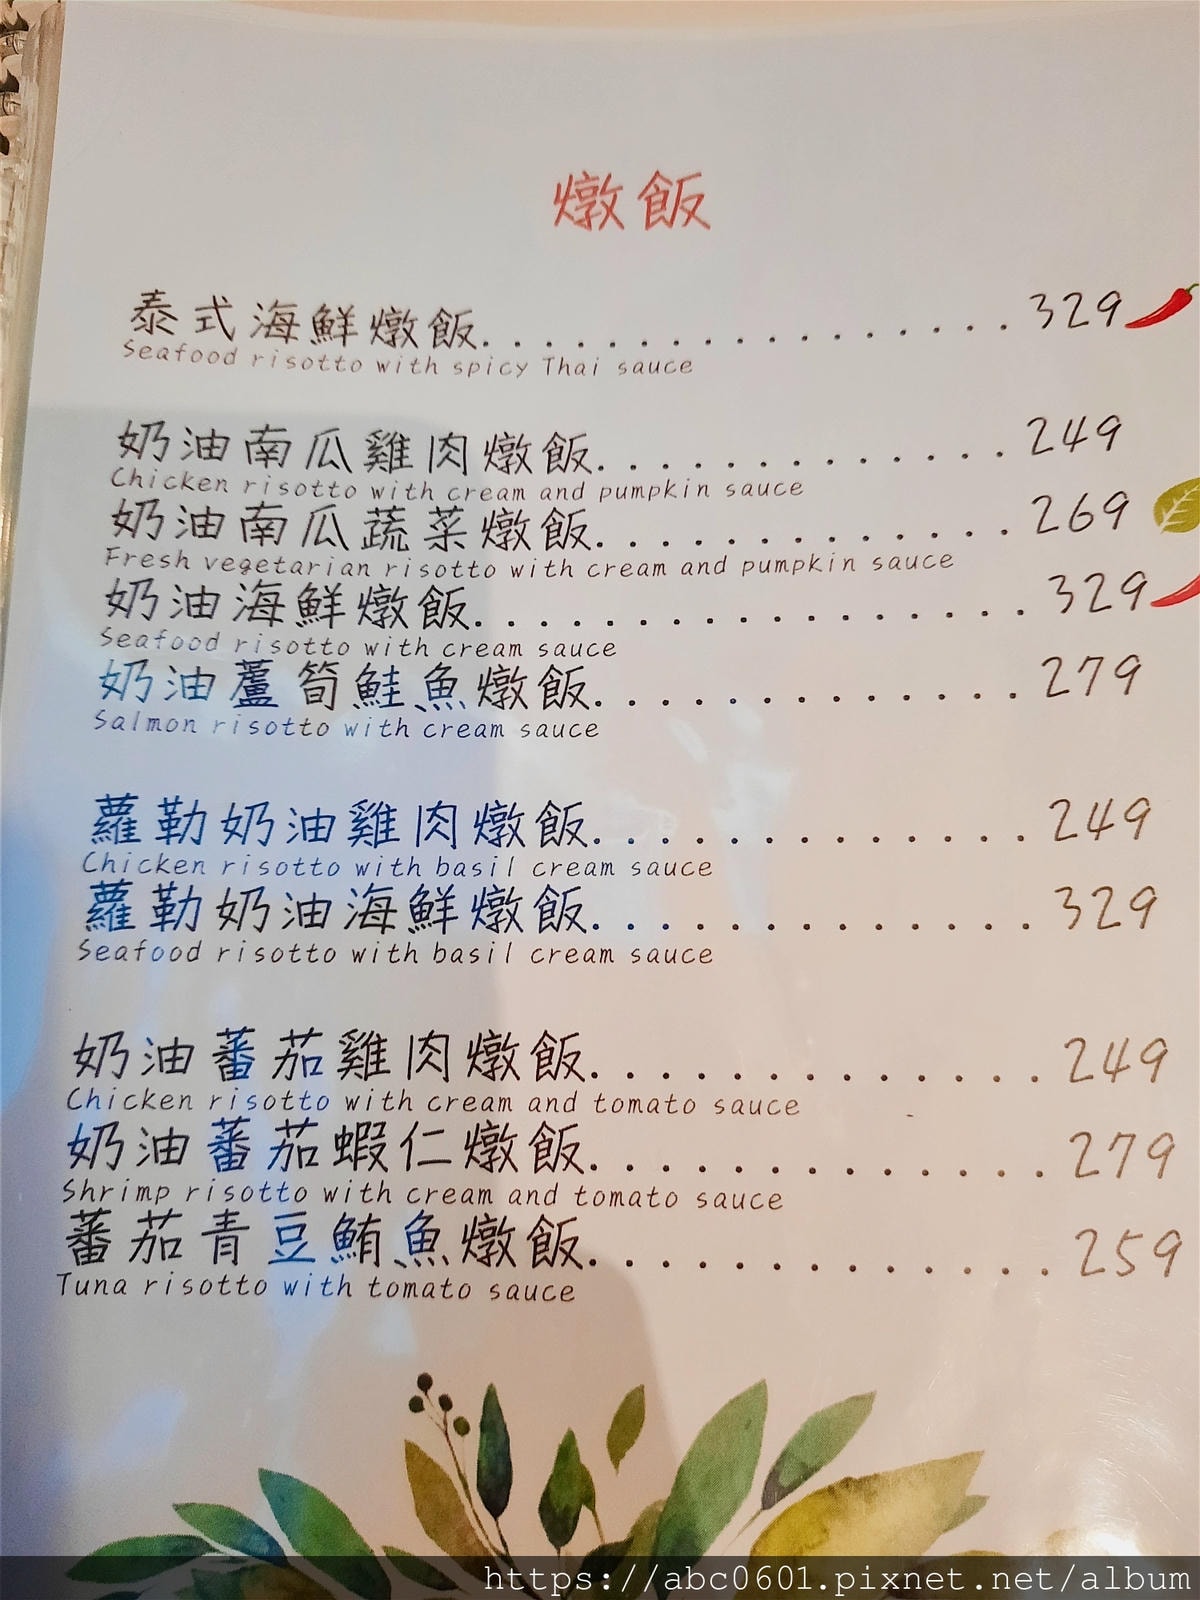 燉飯
泰式海鮮燉飯. . . . . . . . . . . . . . . . . 329
Seafood risotto with spicy Thai sauce
奶油南瓜雞肉燉飯. . . . . . . . . . . . . 249
Chicken risotto with cream and pumpkin sauce
奶油南瓜蔬菜燉飯. . . . . . . . . . . . . 269
Fresh vegetarian risotto with cream and pumpkin sauce
奶油海鮮燉飯. . . . . . . . . . . . . . . . . 329
Seafood risotto with cream sauce
奶油蘆筍鮭魚燉飯. . . . . . . . . . . . . 279
Salmon risotto with cream sauce
蘿勒奶油雞肉燉飯. . . . . . . . . . . . . 249
Chicken risotto with basil cream sauce
蘿勒奶油海鮮燉飯. . . . . . . . . . . . . 329
Seafood risotto with basil cream sauce
奶油蕃茄雞肉燉飯. . . . . . . . . . . . . 249
Chicken risotto with cream and tomato sauce
奶油蕃茄蝦仁燉飯. . . . . . . . . . . . . 279
Shrimp risotto with cream and tomato sauce
蕃茄青豆鮪魚燉飯. . . . . . . . . . . . . 259
Tuna risotto with tomato sauce
https://abc0601.pixnet.net/album